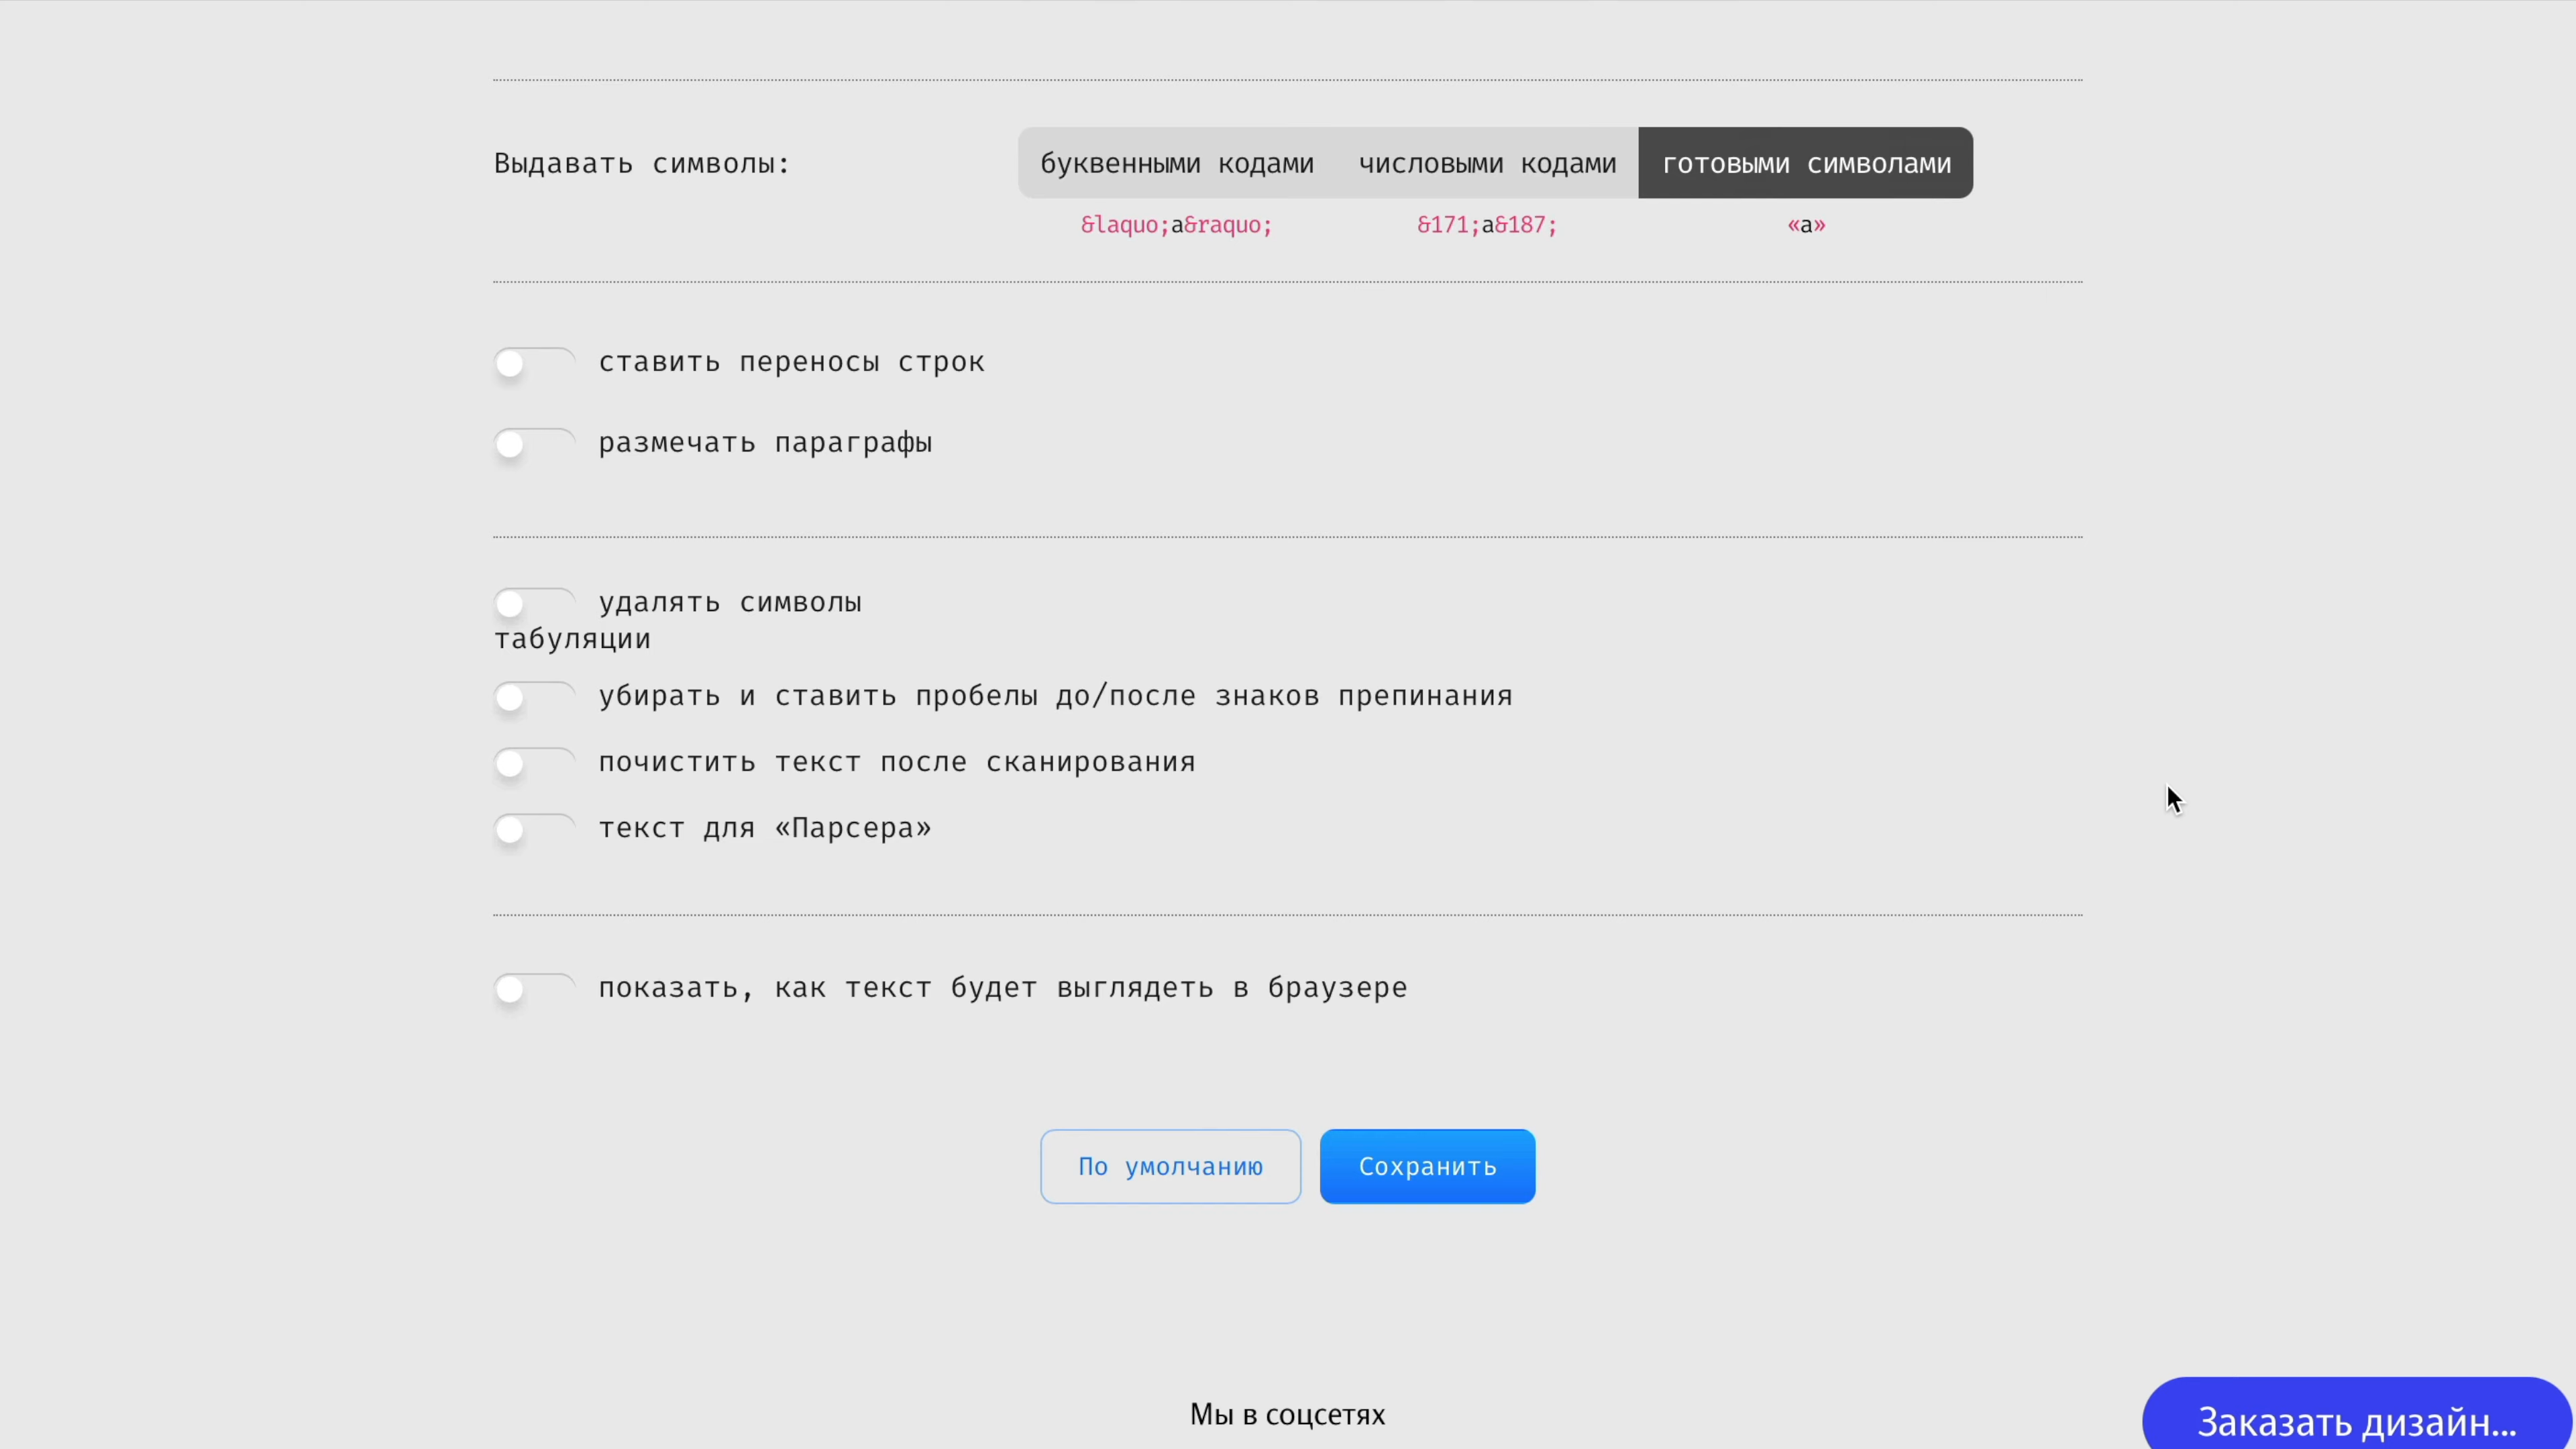 Выдавать символы:
буквенными кодами числовыми кодами готовыми символами
&laquo;а&raquo; &171;а&187; «а»
ставить переносы строк
размечать параграфы
удалять символы
табуляции
убирать и ставить пробелы до/после знаков препинания
почистить текст после сканирования
текст для «Парсера»
показать, как текст будет выглядеть в браузере
По умолчанию Сохранить
Мы в соцсетях
Заказать дизайн...